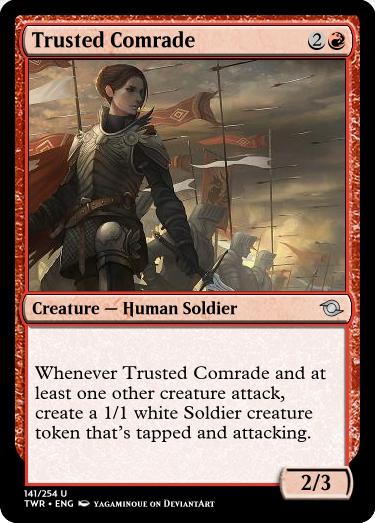 Trusted Comrade 2
Creature — Human Soldier
Whenever Trusted Comrade and at
least one other creature attack,
create a 1/1 white Soldier creature
token that's tapped and attacking.
2/3
141/254 U
TWR • ENG YAGAMINOUE ON DEVIANTART